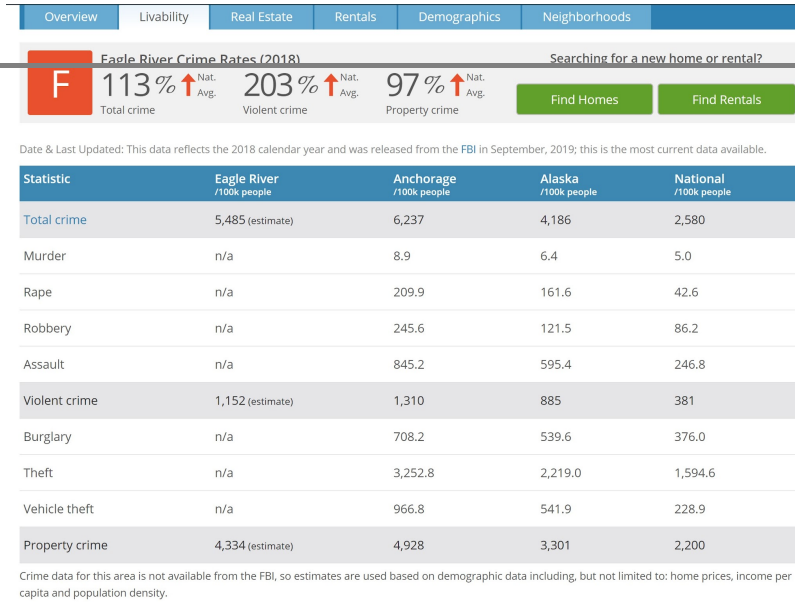 Overview Livability Real Estate Rentals Demographics Neighborhoods
Eagle River Crime Rates (2018) Searching for a new home or rental?
F 113% Nat. Avg. 203% Nat. Avg. 97% Nat. Avg. Find Homes Find Rentals
Total crime Violent crime Property crime
Date & Last Updated: This data reflects the 2018 calendar year and was released from the FBI in September, 2019; this is the most current data available.
Statistic Eagle River Anchorage Alaska National
/100k people /100k people /100k people /100k people
Total crime 5,485 (estimate) 6,237 4,186 2,580
Murder n/a 8.9 6.4 5.0
Rape n/a 209.9 161.6 42.6
Robbery n/a 245.6 121.5 86.2
Assault n/a 845.2 595.4 246.8
Violent crime 1,152 (estimate) 1,310 885 381
Burglary n/a 708.2 539.6 376.0
Theft n/a 3,252.8 2,219.0 1,594.6
Vehicle theft n/a 966.8 541.9 228.9
Property crime 4,334 (estimate) 4,928 3,301 2,200
Crime data for this area is not available from the FBI, so estimates are used based on demographic data including, but not limited to: home prices, income per
capita and population density.